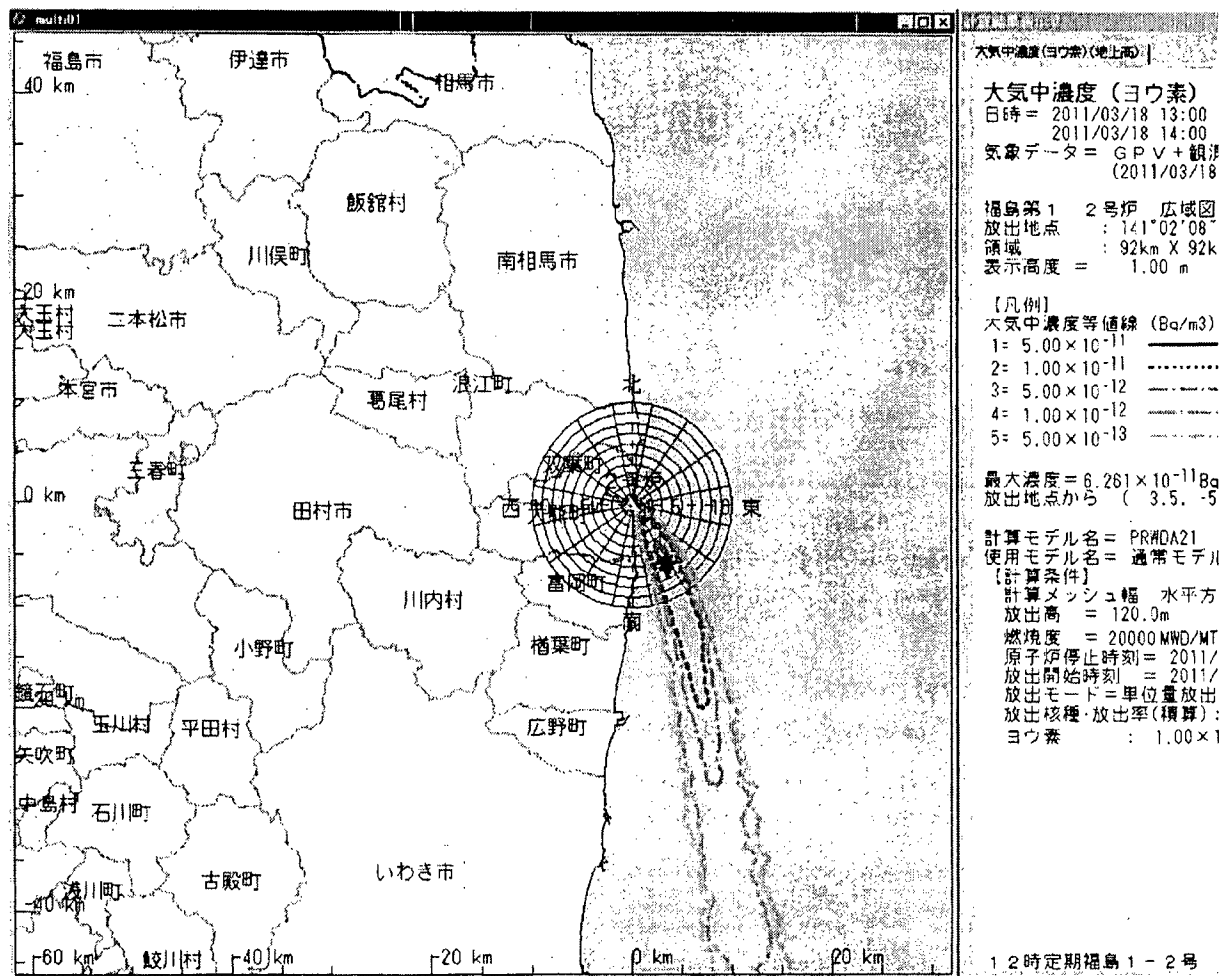 multi01
福島市
伊達市
相馬市
40 km
飯舘村
川俣町
南相馬市
20 km
大玉村
大玉村
二本松市
本宮市
葛尾村
浪江町
北
三春町
双葉町
0 km
田村市
西
東
富岡町
川内村
南
小野町
楢葉町
鏡石町
玉川村
平田村
広野町
矢吹町
中島村
石川町
いわき市
古殿町
浅川町
-40 km
鮫川村
-60 km
-40 km
-20 km
0 km
20 km
大気中濃度(ヨウ素)(地上高)
大気中濃度(ヨウ素)
日時= 2011/03/18 13:00
2011/03/18 14:00
気象データ= GPV+観測
(2011/03/18
福島第1 2号炉 広域図
放出地点 : 141°02'08"
領域 : 92km X 92k
表示高度 = 1.00 m
【凡例】
大気中濃度等値線 (Bq/m3)
1= 5.00×10⁻¹¹
2= 1.00×10⁻¹¹
3= 5.00×10⁻¹²
4= 1.00×10⁻¹²
5= 5.00×10⁻¹³
最大濃度=6.261×10⁻¹¹Bq
放出地点から ( 3.5, -5
計算モデル名= PRWDA21
使用モデル名= 通常モデル
【計算条件】
計算メッシュ幅 水平方
放出高 = 120.0m
燃焼度 = 20000MWD/MT
原子炉停止時刻= 2011/
放出開始時刻 = 2011/
放出モード=単位量放出
放出核種・放出率(積算):
ヨウ素 : 1.00×1
12時定期福島1-2号